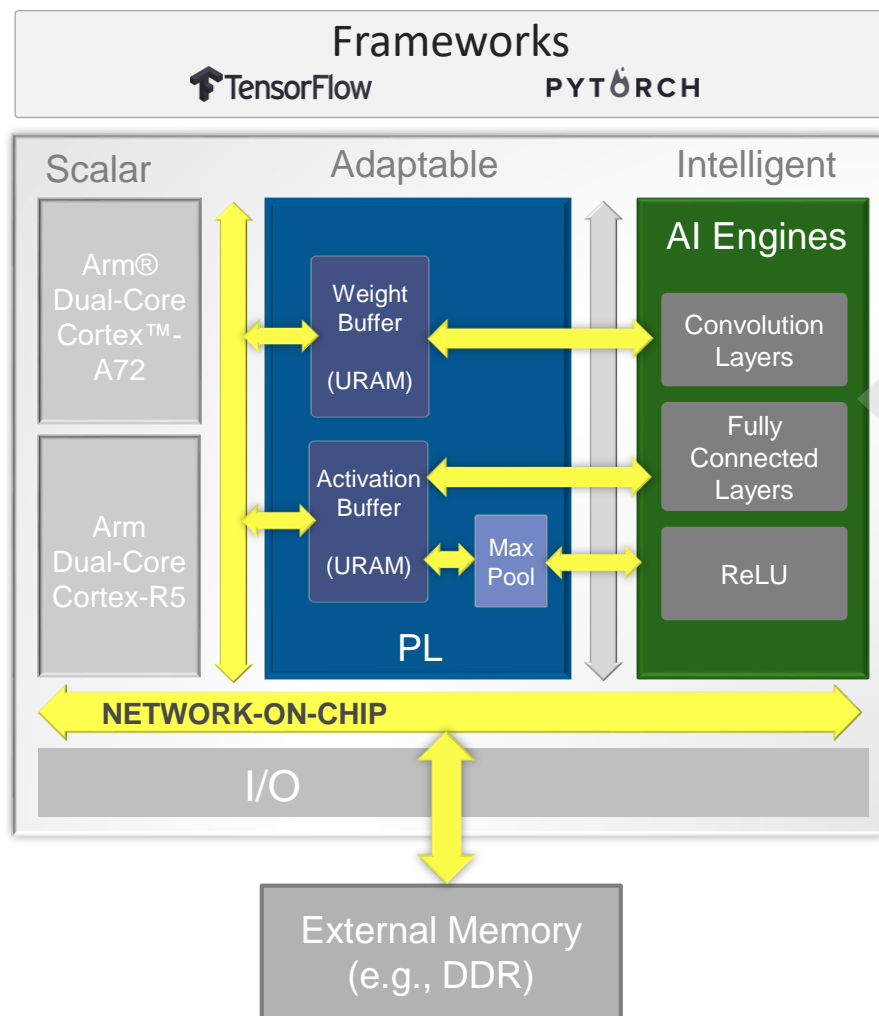 Frameworks
TensorFlow
PYTORCH
Scalar
Adaptable
Intelligent
Arm®
Dual-Core
Cortex™-
A72
Weight
Buffer
(URAM)
AI Engines
Convolution
Layers
Fully
Connected
Layers
Arm
Dual-Core
Cortex-R5
Activation
Buffer
(URAM)
Max
Pool
ReLU
PL
NETWORK-ON-CHIP
I/O
External Memory
(e.g., DDR)